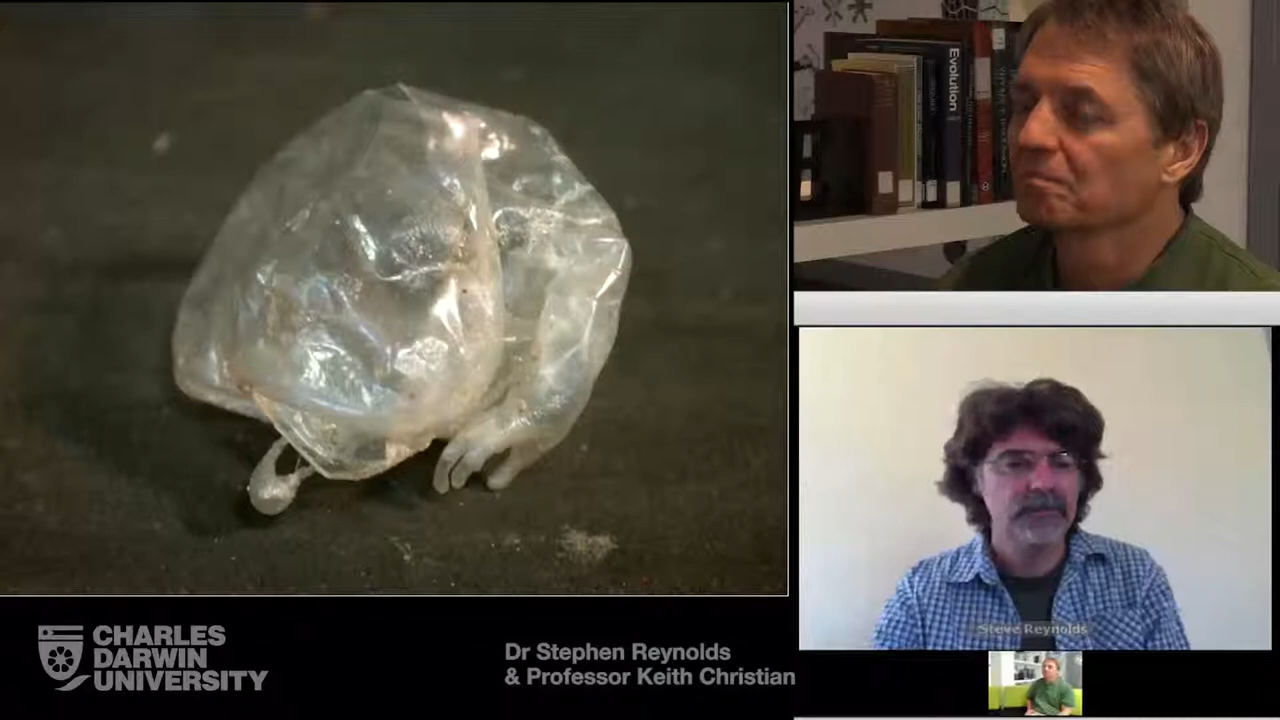 Evolution
Steve Reynolds
CHARLES
DARWIN
UNIVERSITY
Dr Stephen Reynolds
& Professor Keith Christian